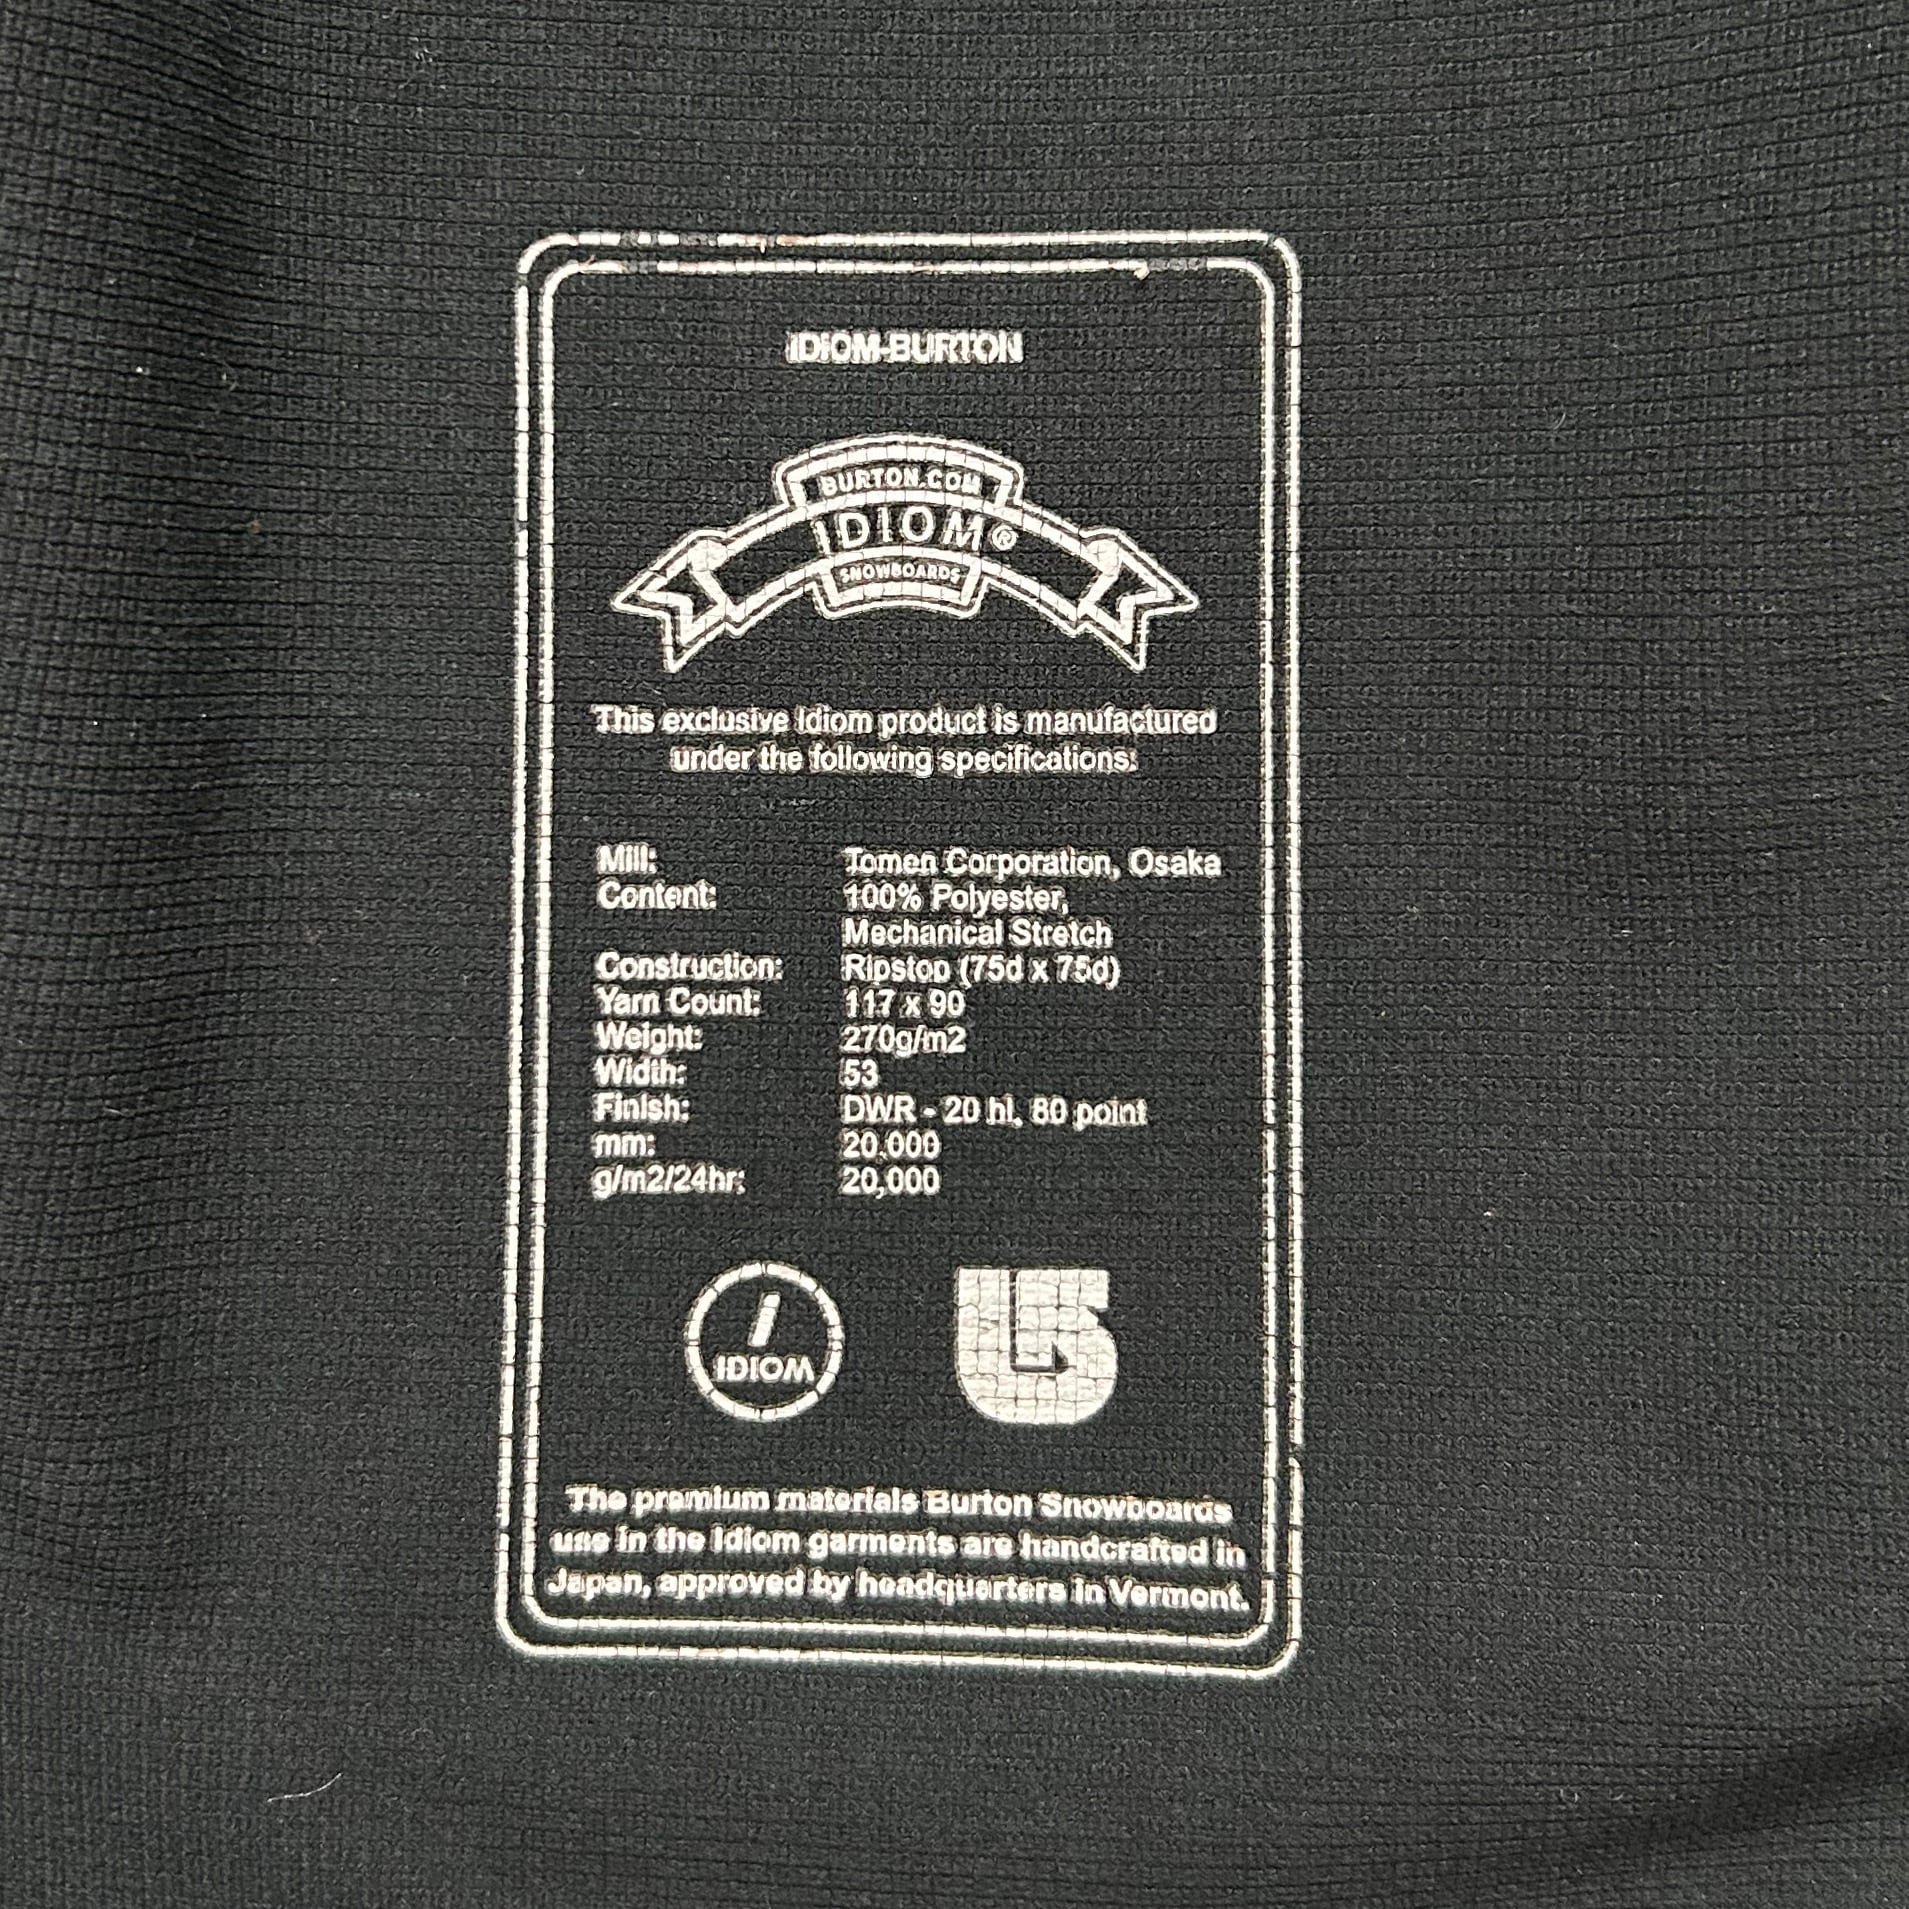 IDIOM-BURTON
BURTON.COM
IDIOM®
SNOWBOARDS
This exclusive Idiom product is manufactured
under the following specifications:
Mill: Tomen Corporation, Osaka
Content: 100% Polyester,
Mechanical Stretch
Construction: Ripstop (75d x 75d)
Yarn Count: 117 x 90
Weight: 270g/m2
Width: 53
Finish: DWR - 20 hl, 80 point
mm: 20,000
g/m2/24hr: 20,000
I
IDIOM
The premium materials Burton Snowboards
use in the Idiom garments are handcrafted in
Japan, approved by headquarters in Vermont.